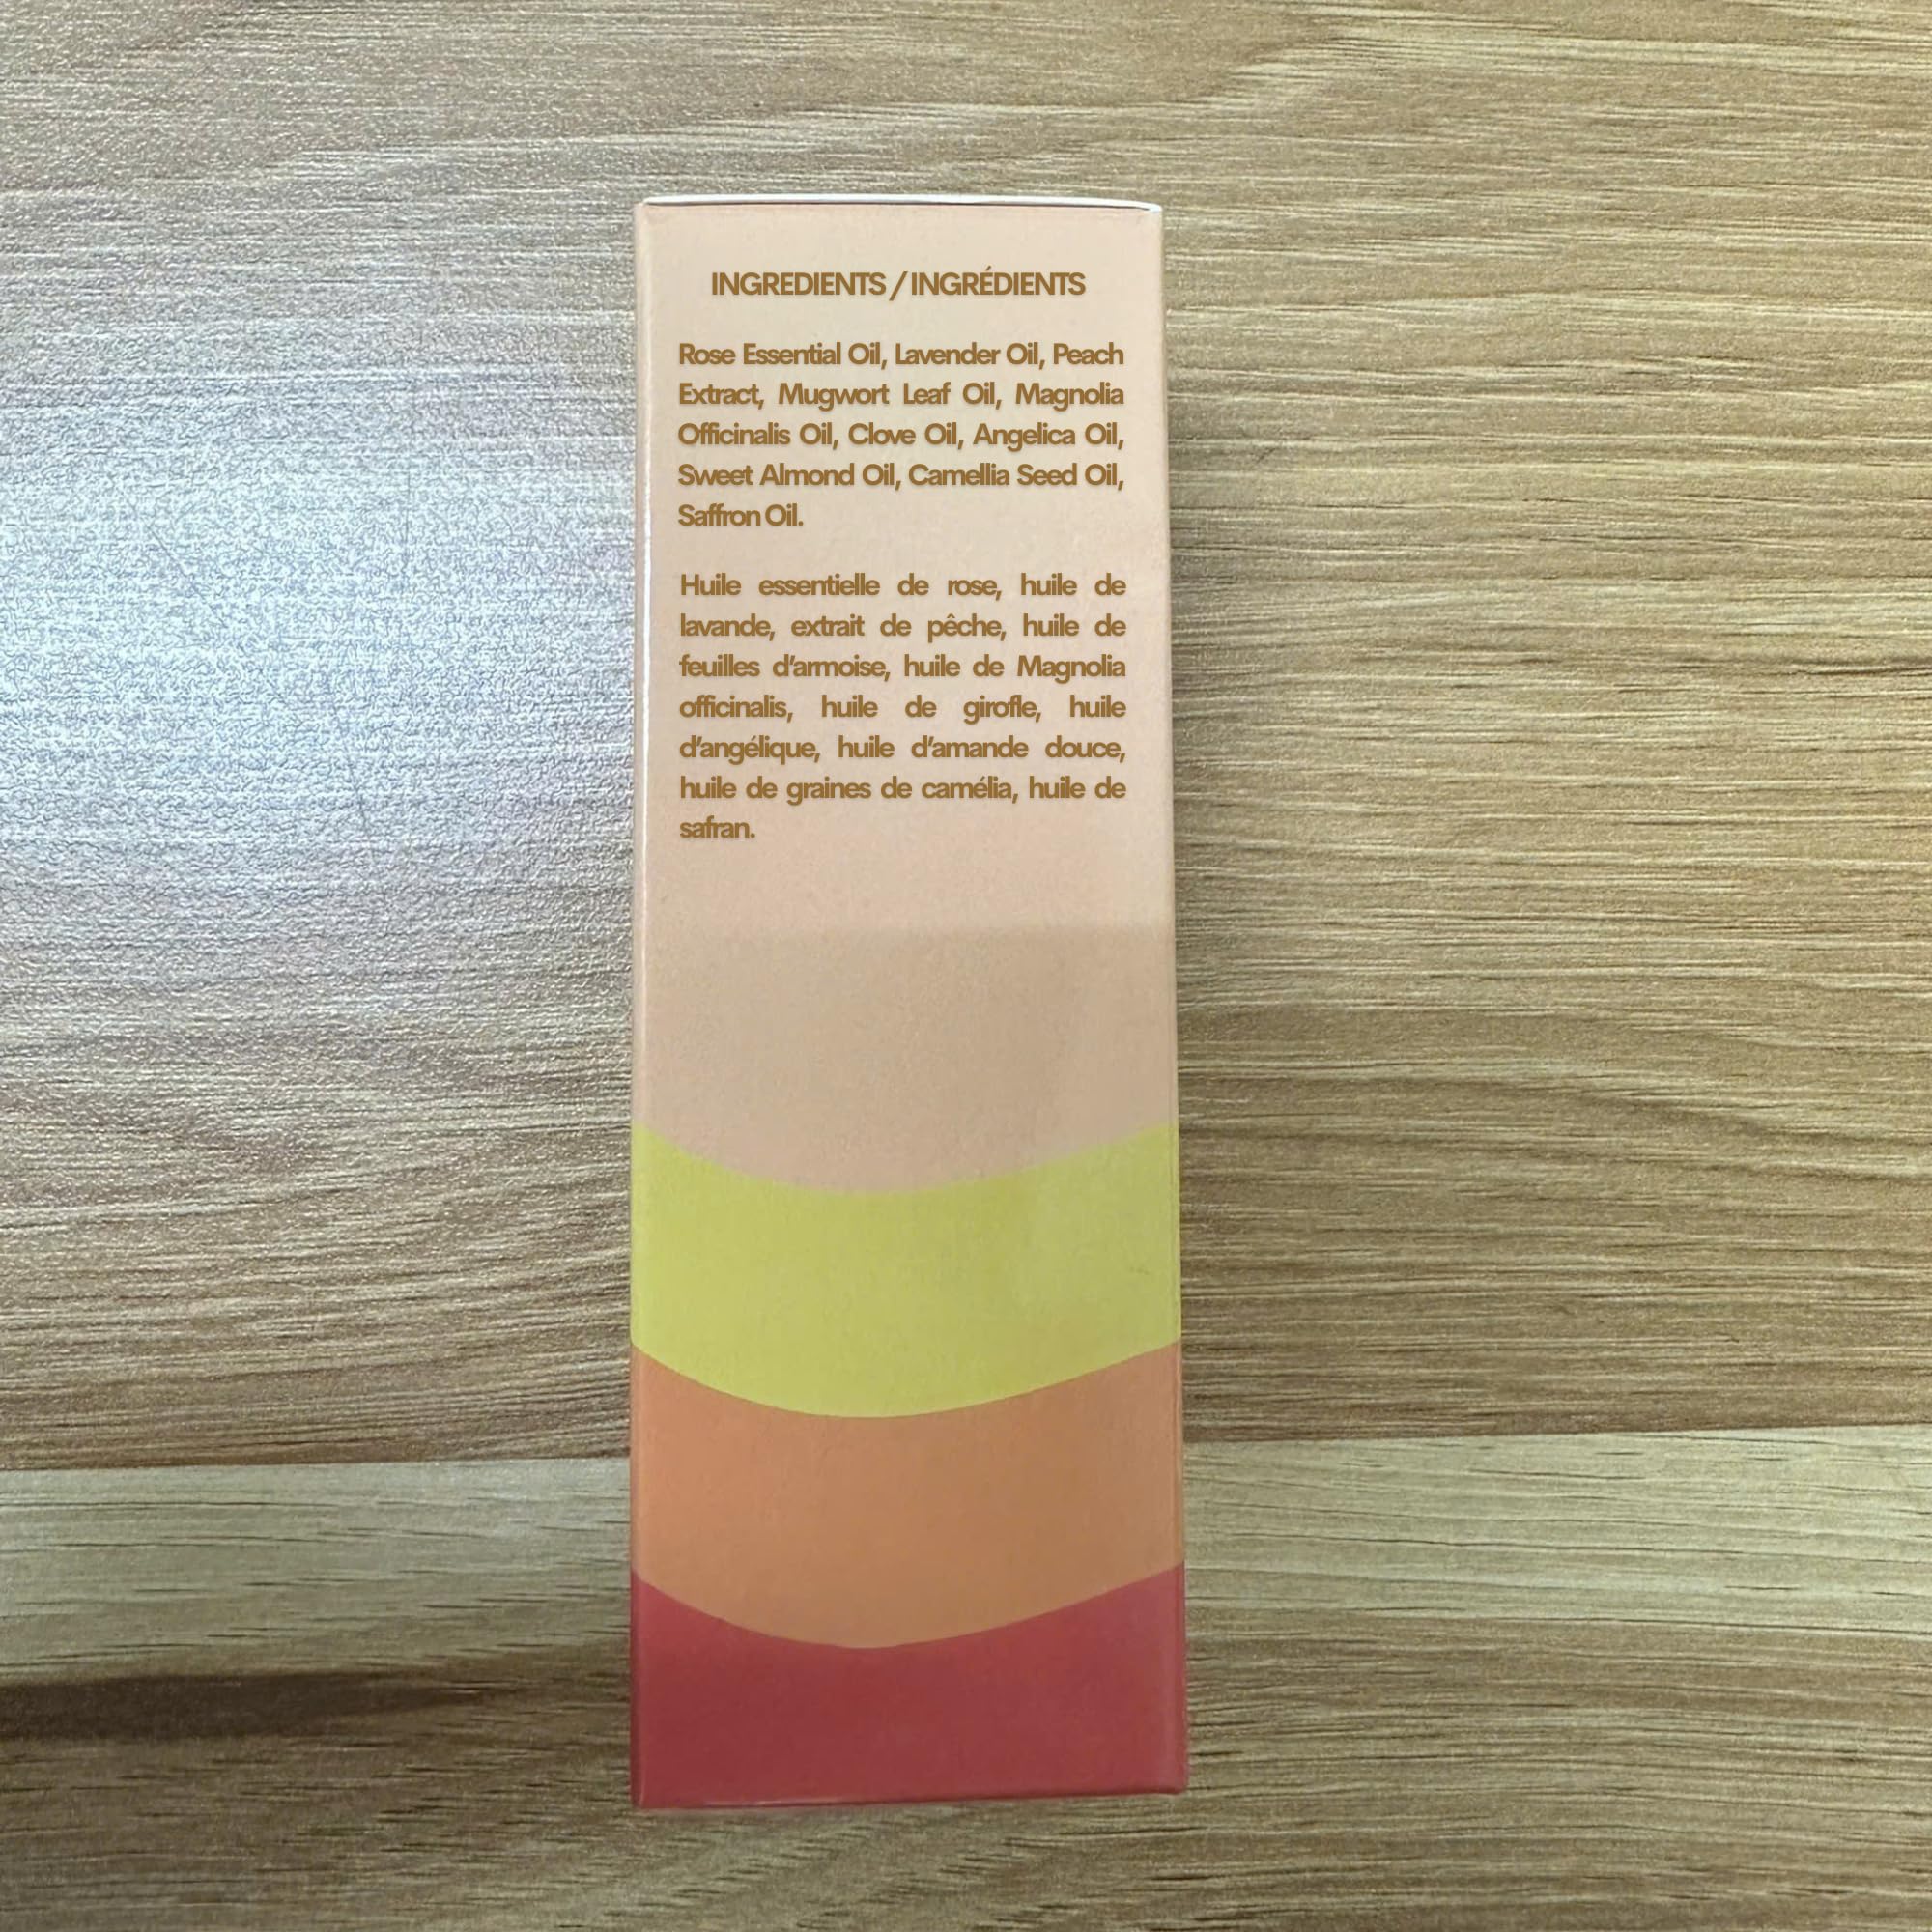 INGREDIENTS / INGRÉDIENTS
Rose Essential Oil, Lavender Oil, Peach
Extract, Mugwort Leaf Oil, Magnolia
Officinalis Oil, Clove Oil, Angelica Oil,
Sweet Almond Oil, Camellia Seed Oil,
Saffron Oil.
Huile essentielle de rose, huile de
lavande, extrait de pêche, huile de
feuilles d’armoise, huile de Magnolia
officinalis, huile de girofle, huile
d’angélique, huile d’amande douce,
huile de graines de camélia, huile de
safran.